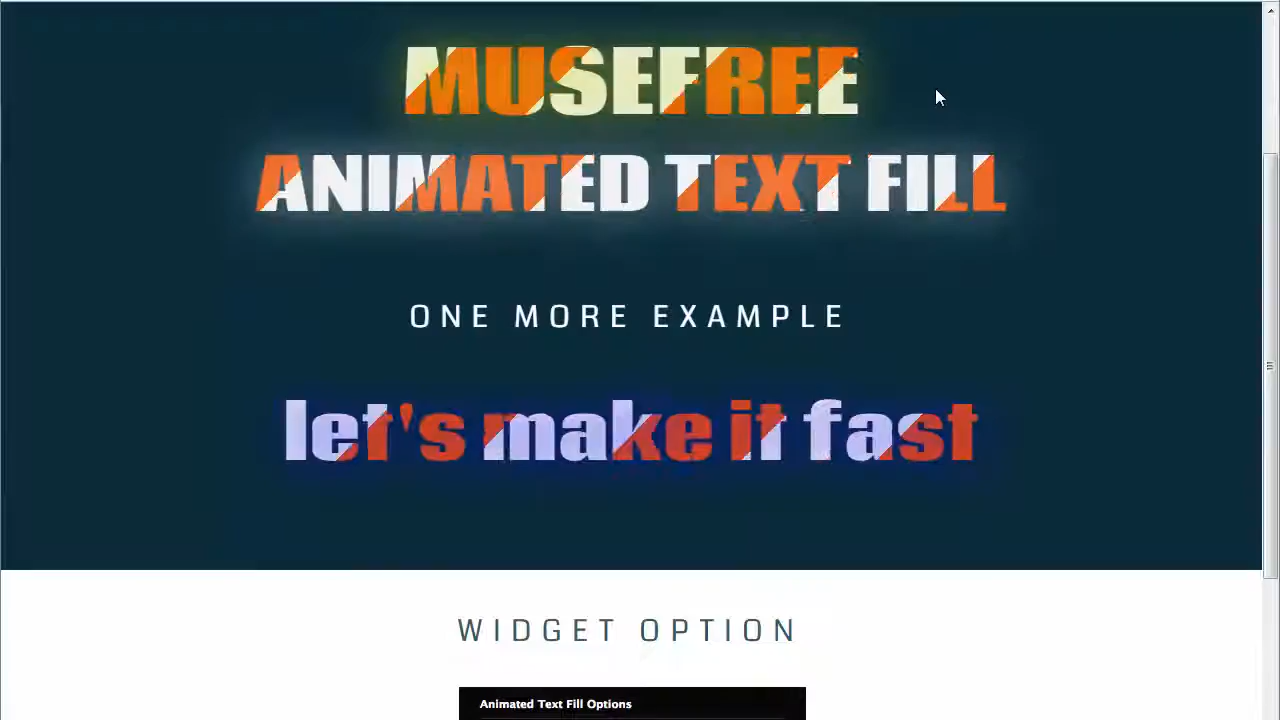 MUSEFREE
ANIMATED TEXT FILL
ONE MORE EXAMPLE
let's make it fast
WIDGET OPTION
Animated Text Fill Options